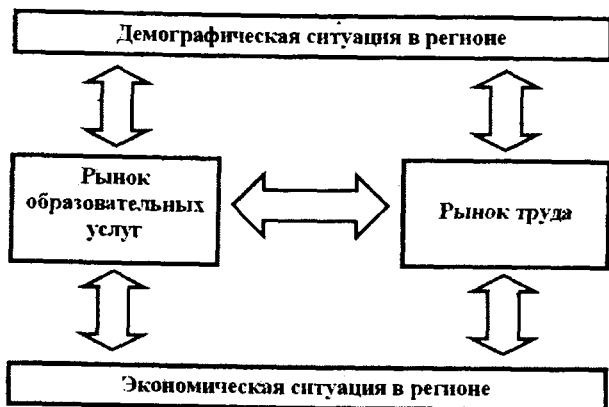 Демографическая ситуация в регионе
Рынок
образовательных
услуг
Рынок труда
Экономическая ситуация в регионе